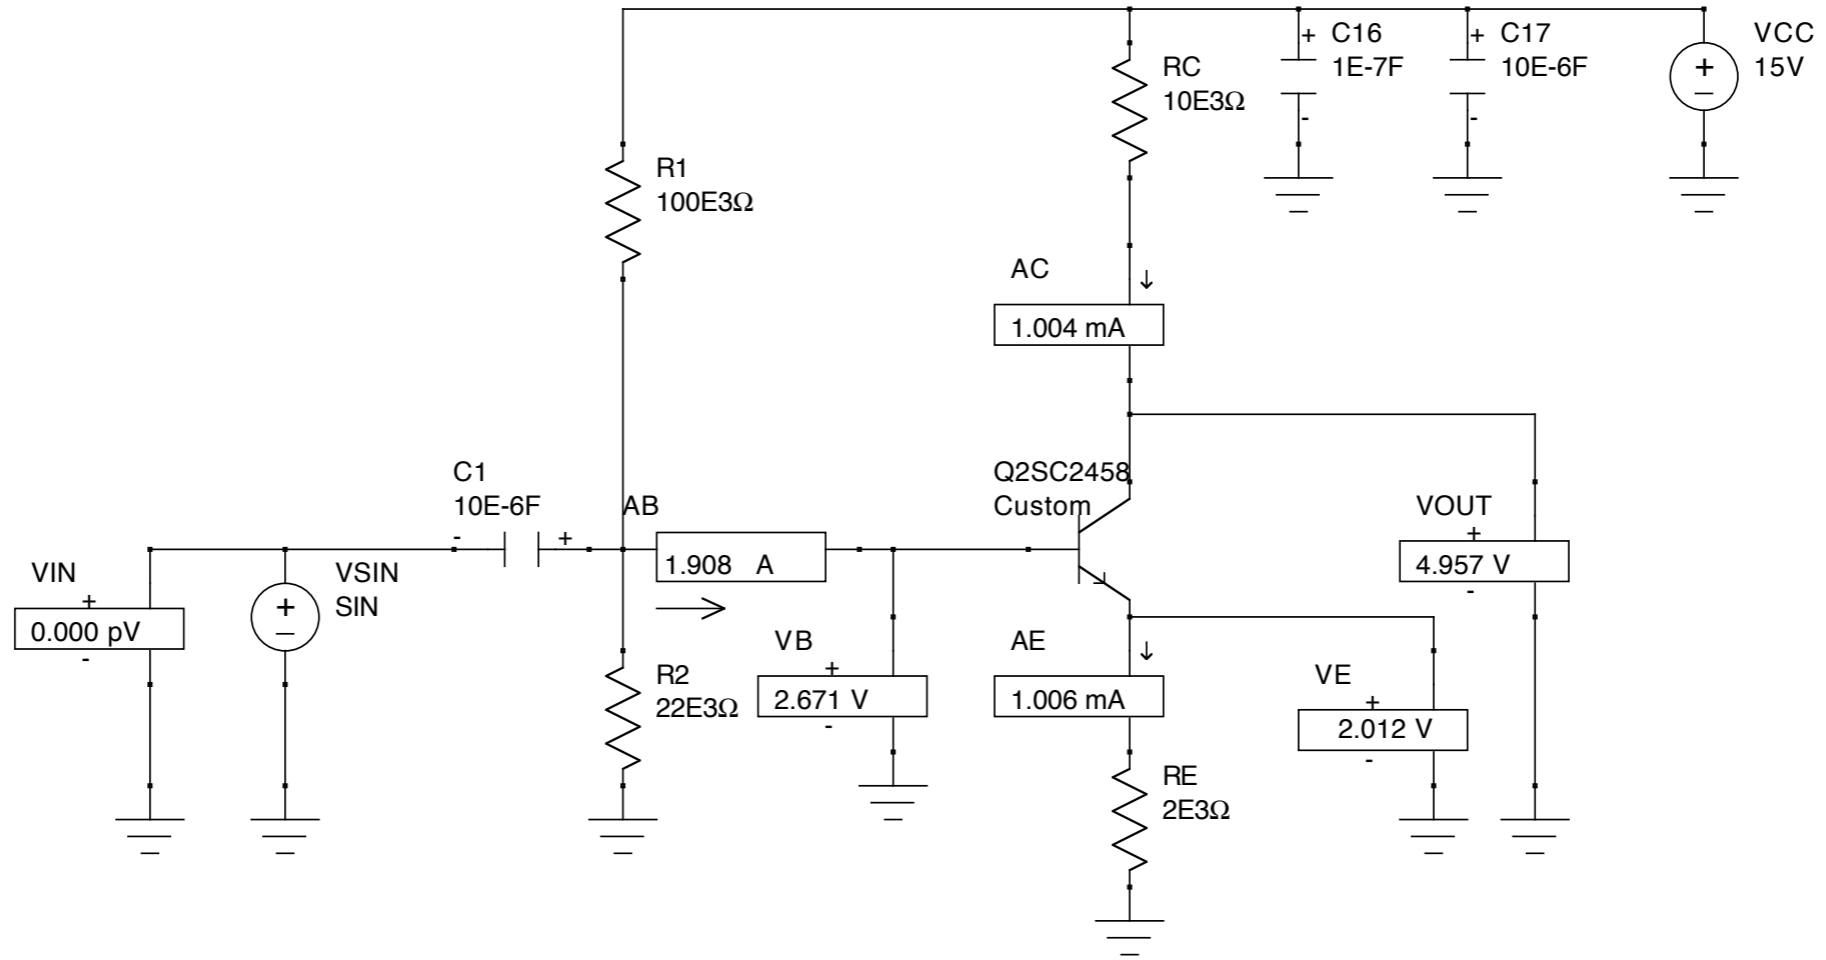 C16
1E-7F
C17
10E-6F
VCC
15V
RC
10E3Ω
R1
100E3Ω
AC
1.004 mA
C1
10E-6F
AB
1.908 A
Q2SC2458
Custom
VOUT
4.957 V
VIN
0.000 pV
VSIN
SIN
VB
2.671 V
AE
1.006 mA
VE
2.012 V
R2
22E3Ω
RE
2E3Ω